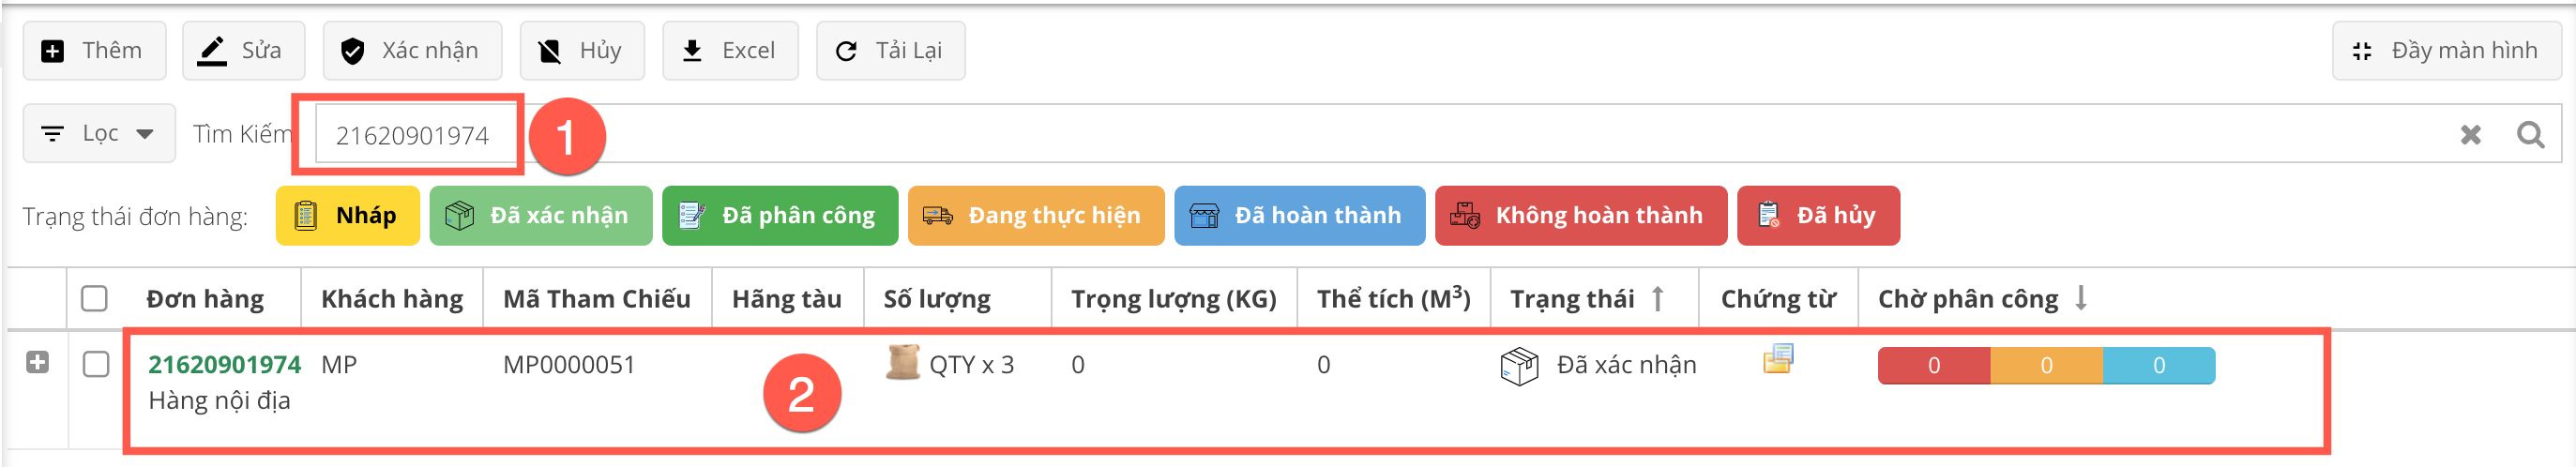 Thêm Sửa Xác nhận Hủy Excel Tải Lại Đầy màn hình
Lọc Tìm Kiếm 21620901974 1
Trạng thái đơn hàng: Nháp Đã xác nhận Đã phân công Đang thực hiện Đã hoàn thành Không hoàn thành Đã hủy
Đơn hàng Khách hàng Mã Tham Chiếu Hãng tàu Số lượng Trọng lượng (KG) Thể tích (M³) Trạng thái Chứng từ Chờ phân công
21620901974 MP MP0000051 QTY x 3 0 0 Đã xác nhận 0 0 0
Hàng nội địa 2